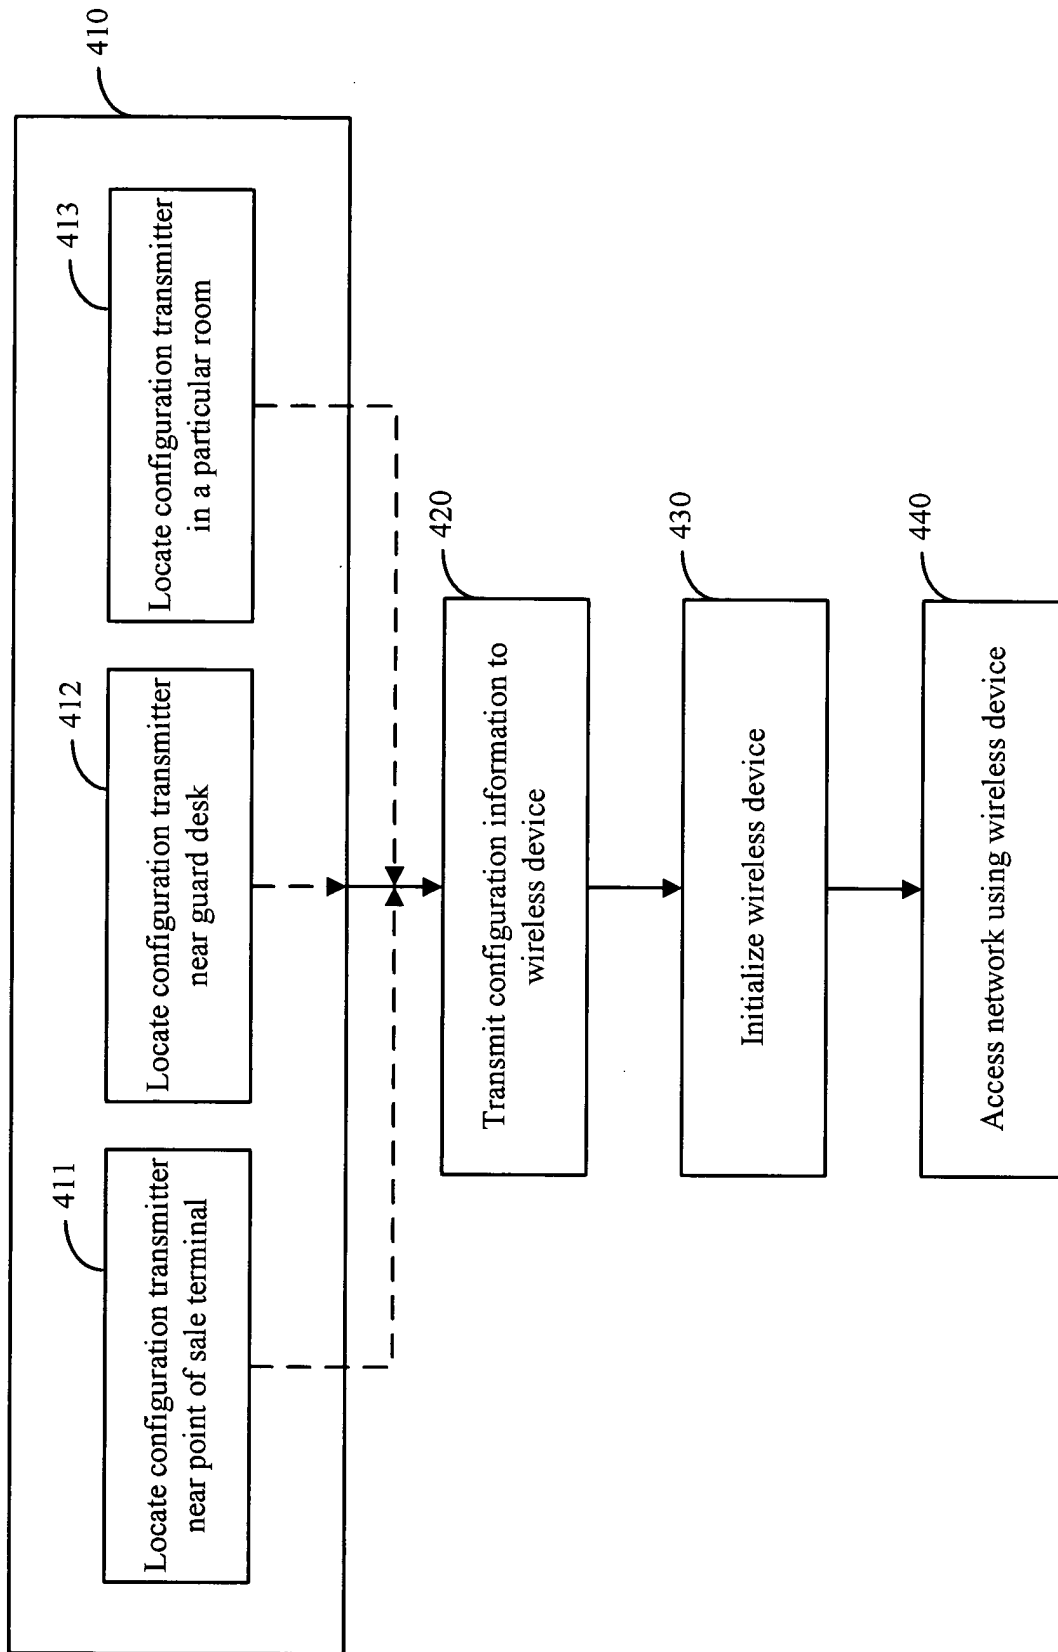 410
411
Locate configuration transmitter
near point of sale terminal
412
Locate configuration transmitter
near guard desk
413
Locate configuration transmitter
in a particular room
420
Transmit configuration information to
wireless device
430
Initialize wireless device
440
Access network using wireless device